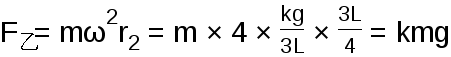 F乙= mω²r₂ = m × 4 × kg/3L × 3L/4 = kmg